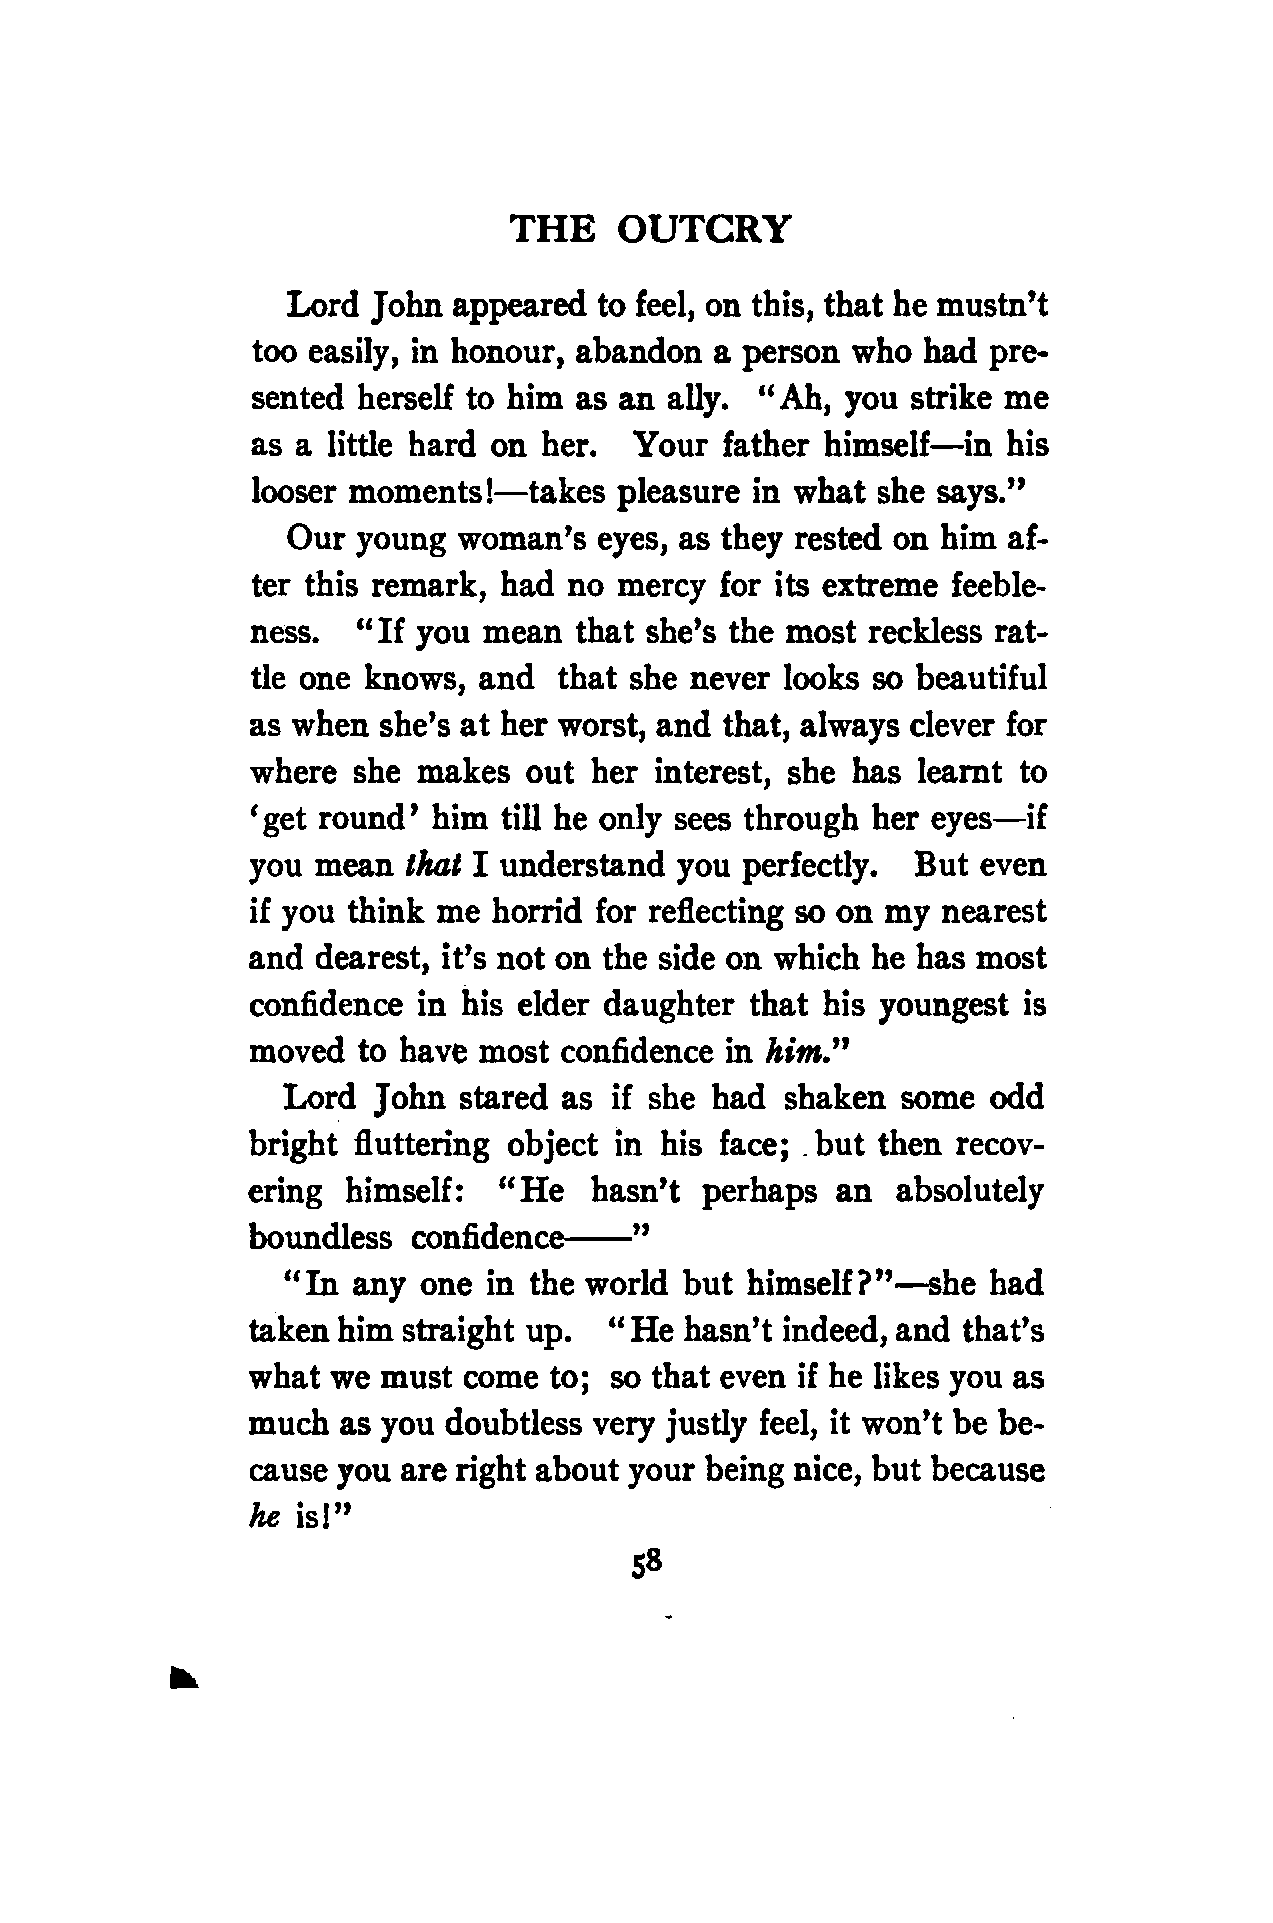 THE OUTCRY
Lord John appeared to feel, on this, that he mustn't
too easily, in honour, abandon a person who had pre-
sented herself to him as an ally. "Ah, you strike me
as a little hard on her. Your father himself—in his
looser moments!—takes pleasure in what she says."
Our young woman's eyes, as they rested on him af-
ter this remark, had no mercy for its extreme feeble-
ness. "If you mean that she's the most reckless rat-
tle one knows, and that she never looks so beautiful
as when she's at her worst, and that, always clever for
where she makes out her interest, she has learnt to
'get round' him till he only sees through her eyes—if
you mean that I understand you perfectly. But even
if you think me horrid for reflecting so on my nearest
and dearest, it's not on the side on which he has most
confidence in his elder daughter that his youngest is
moved to have most confidence in him."
Lord John stared as if she had shaken some odd
bright fluttering object in his face; but then recov-
ering himself: "He hasn't perhaps an absolutely
boundless confidence——"
"In any one in the world but himself?"—she had
taken him straight up. "He hasn't indeed, and that's
what we must come to; so that even if he likes you as
much as you doubtless very justly feel, it won't be be-
cause you are right about your being nice, but because
he is!"
58